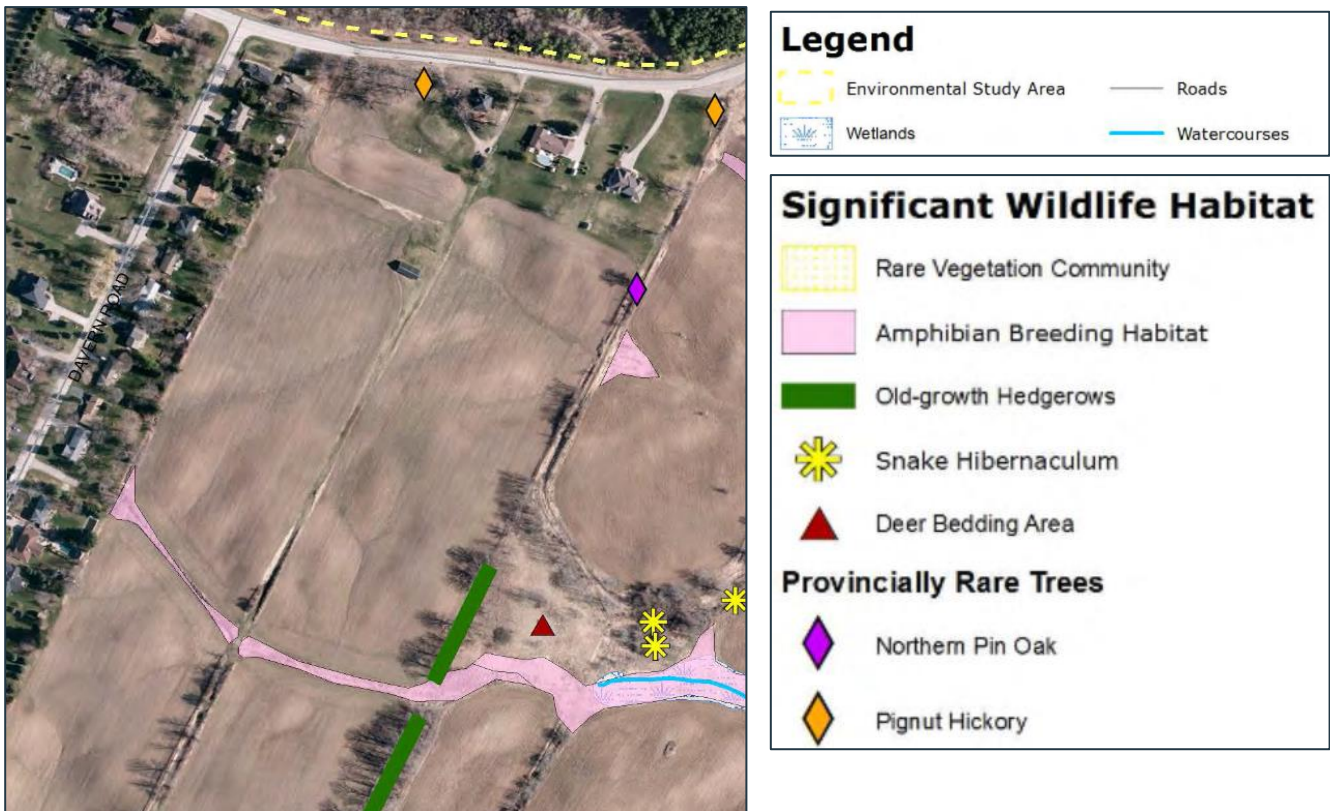 DAVERN ROAD
Legend
Environmental Study Area
Roads
Wetlands
Watercourses
Significant Wildlife Habitat
Rare Vegetation Community
Amphibian Breeding Habitat
Old-growth Hedgerows
Snake Hibernaculum
Deer Bedding Area
Provincially Rare Trees
Northern Pin Oak
Pignut Hickory